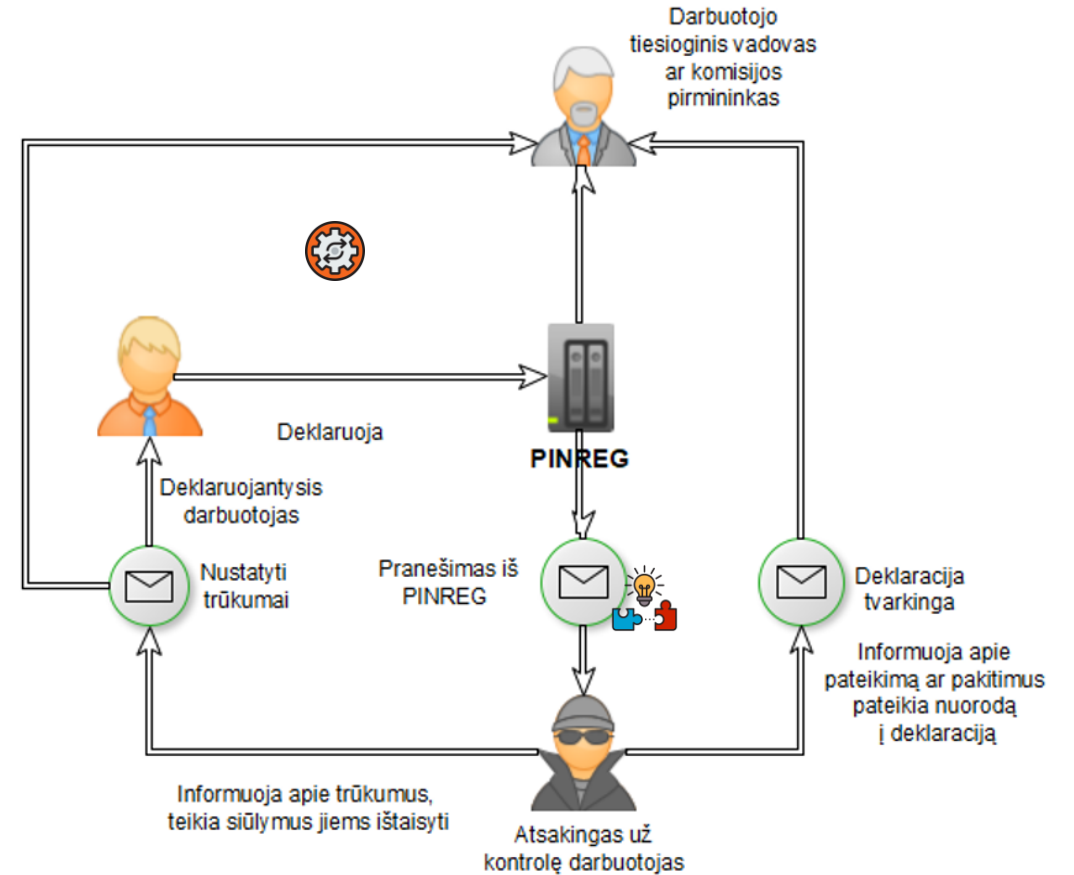 Darbuotojo
tiesioginis vadovas
ar komisijos
pirmininkas
Deklaruoja
PINREG
Deklaruojantysis
darbuotojas
Nustatyti
trūkumai
Pranešimas iš
PINREG
Deklaracija
tvarkinga
Informuoja apie
pateikimą ar pakitimus
pateikia nuorodą
į deklaraciją
Informuoja apie trūkumus,
teikia siūlymus jiems ištaisyti
Atsakingas už
kontrolę darbuotojas